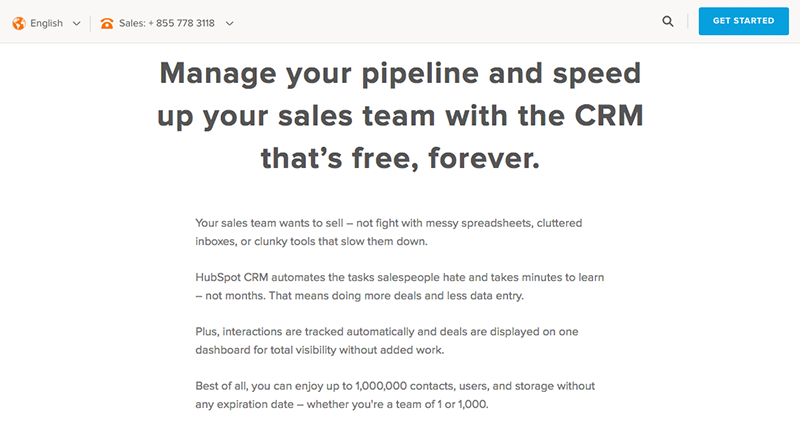 English
Sales: + 855 778 3118
GET STARTED
Manage your pipeline and speed
up your sales team with the CRM
that’s free, forever.
Your sales team wants to sell – not fight with messy spreadsheets, cluttered
inboxes, or clunky tools that slow them down.
HubSpot CRM automates the tasks salespeople hate and takes minutes to learn
– not months. That means doing more deals and less data entry.
Plus, interactions are tracked automatically and deals are displayed on one
dashboard for total visibility without added work.
Best of all, you can enjoy up to 1,000,000 contacts, users, and storage without
any expiration date – whether you're a team of 1 or 1,000.